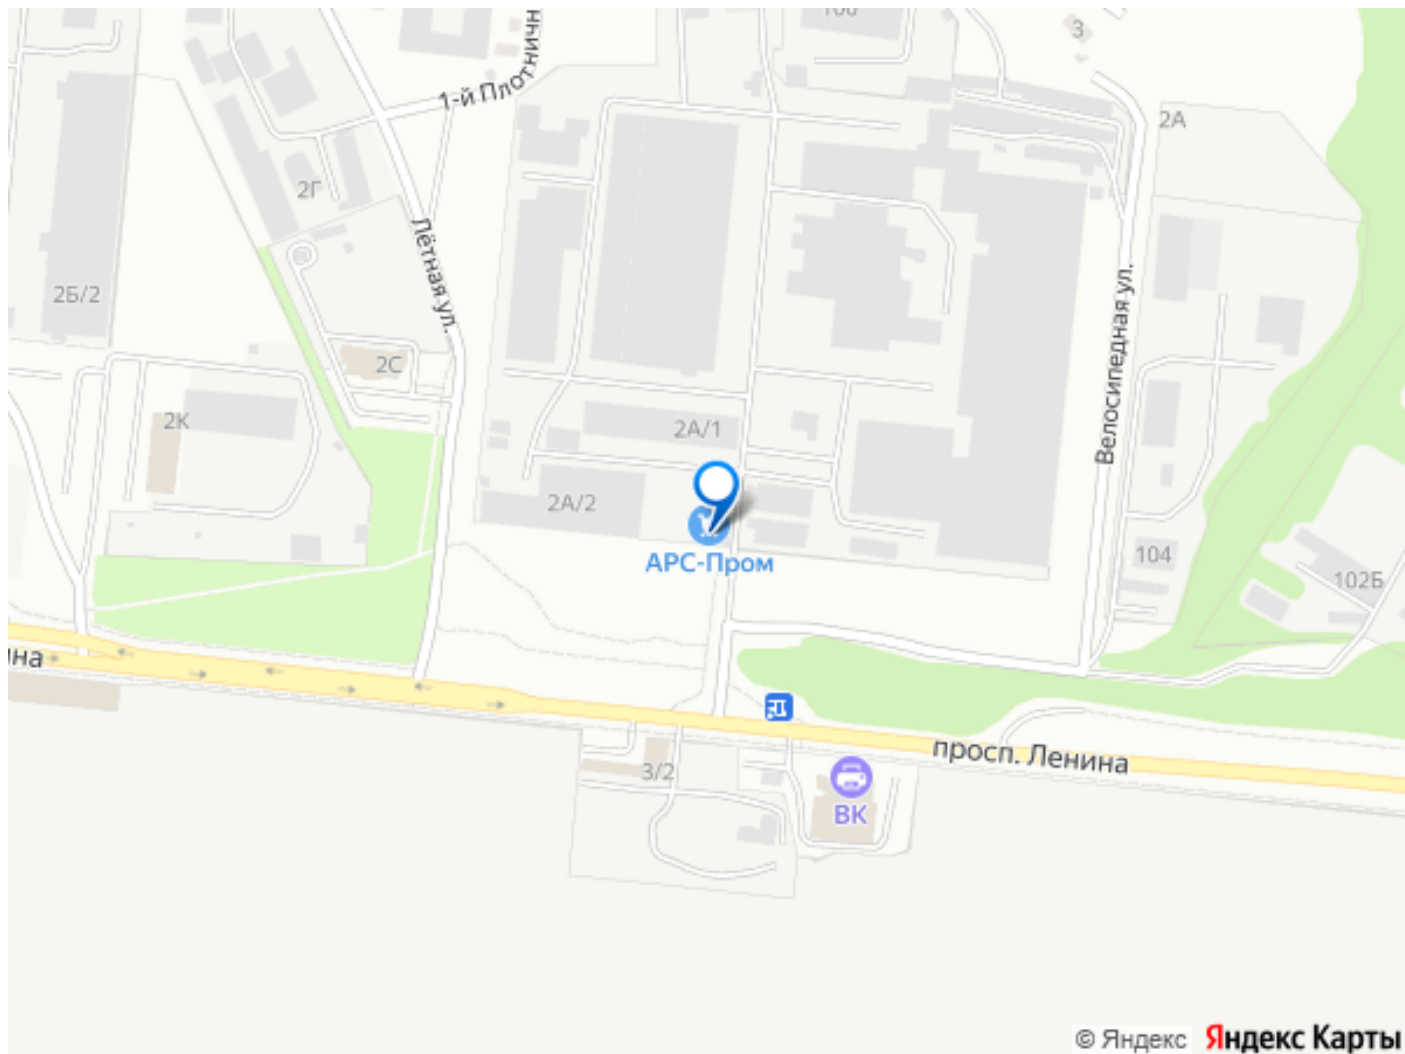 3
1-й Плотничн
2А
2Г
Лётная ул.
2Б/2
Велосипедная ул.
2С
2К
2А/1
2А/2
АРС-Пром
104
102Б
ина
просп. Ленина
3/2
ВК
© Яндекс Яндекс Карты